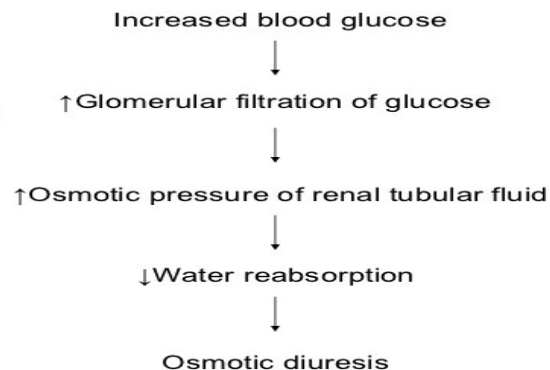 Increased blood glucose
↑Glomerular filtration of glucose
↑Osmotic pressure of renal tubular fluid
↓Water reabsorption
Osmotic diuresis